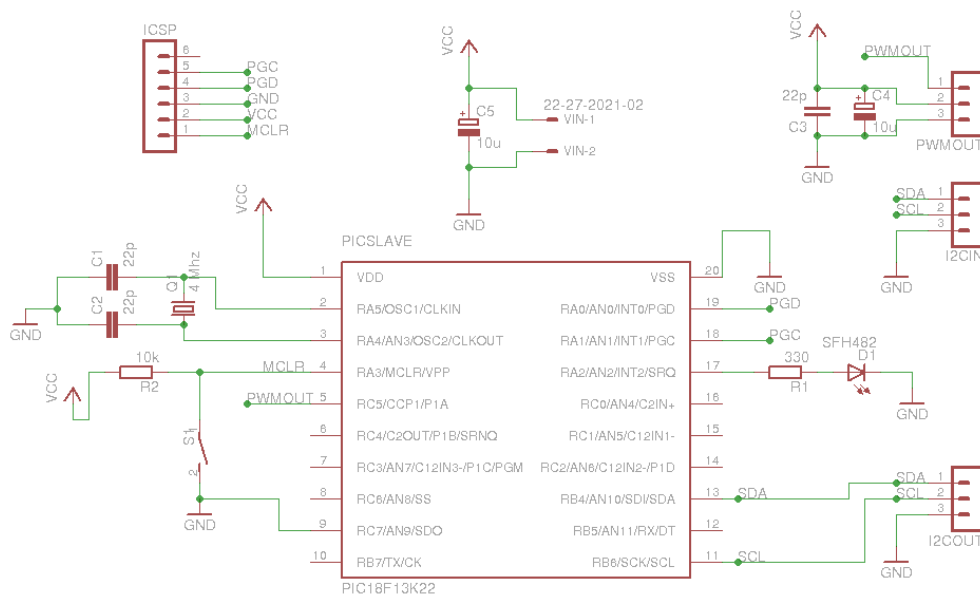 ICSP
6
5 PGC
4 PGD
3 GND
2 VCC
1 MCLR
VCC
C5
10u
GND
22-27-2021-02
VIN-1
VIN-2
VCC
PWMOUT
22p
C3
C4
10u
GND
1
2
3
PWMOUT
SDA 1
SCL 2
3
GND
I2CIN
VCC
PICSLAVE
C1
22p
C2
22p
GND
Q1
4 Mhz
1 VDD
2 RA5/OSC1/CLKIN
3 RA4/AN3/OSC2/CLKOUT
MCLR 4 RA3/MCLR/VPP
PWMOUT 5 RC5/CCP1/P1A
6 RC4/C2OUT/P1B/SRNQ
7 RC3/AN7/C12IN3-/P1C/PGM
8 RC6/AN8/SS
9 RC7/AN9/SDO
10 RB7/TX/CK
VSS 20
GND
RA0/AN0/INT0/PGD 19 PGD
RA1/AN1/INT1/PGC 18 PGC
RA2/AN2/INT2/SRQ 17
RC0/AN4/C2IN+ 16
RC1/AN5/C12IN1- 15
RC2/AN6/C12IN2-/P1D 14
RB4/AN10/SDI/SDA 13 SDA
RB5/AN11/RX/DT 12
RB6/SCK/SCL 11 SCL
PIC18F13K22
VCC
10k
R2
S1
1
2
GND
330
R1
SFH482
D1
GND
SDA 1
SCL 2
3
GND
I2COUT